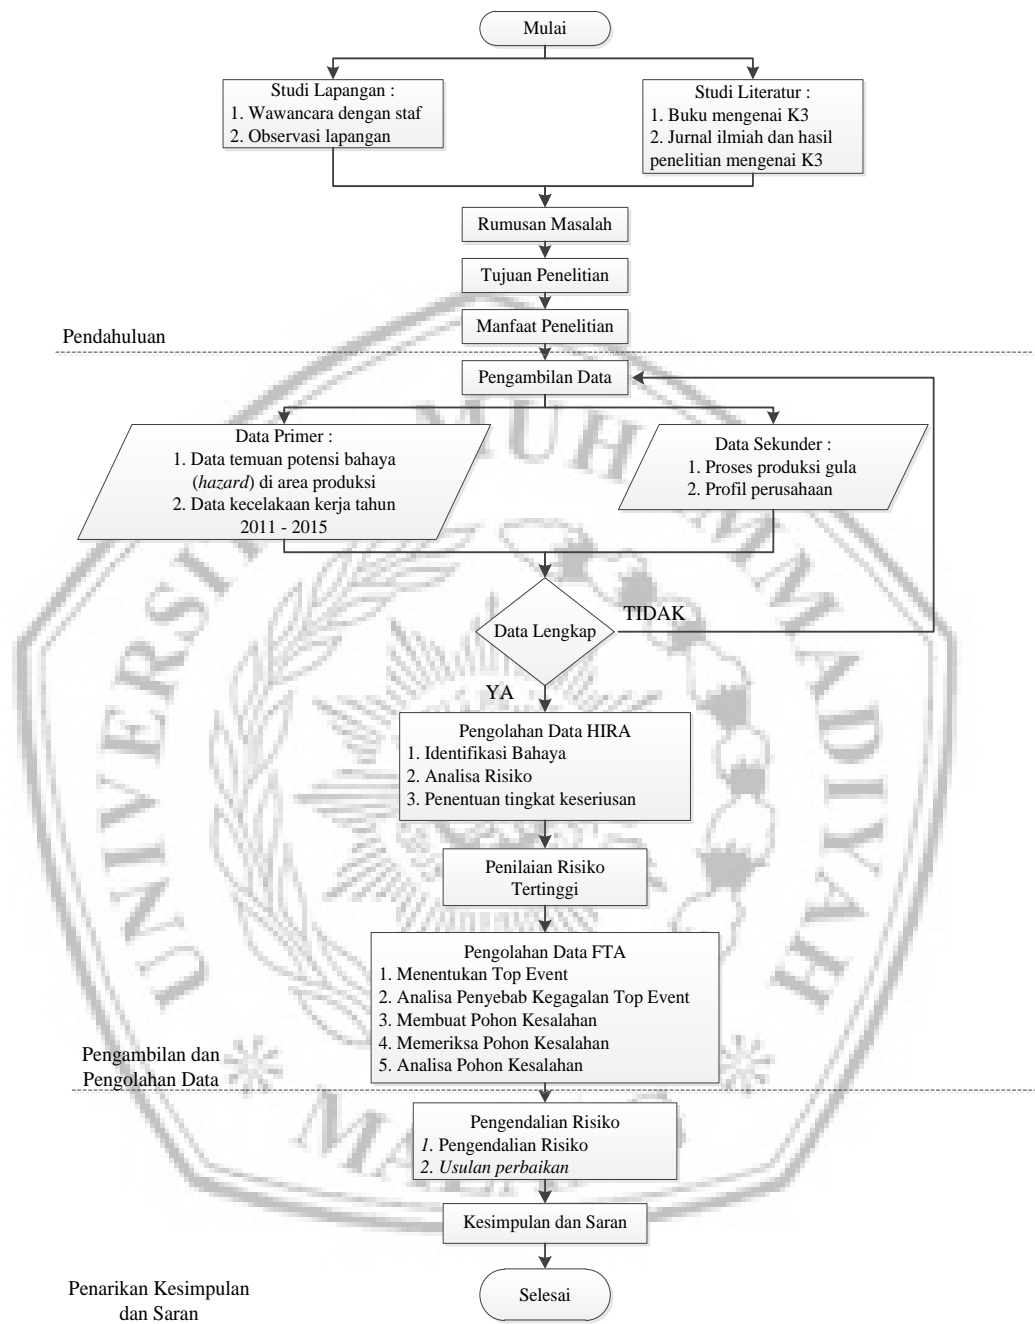 Mulai
Studi Lapangan :
1. Wawancara dengan staf
2. Observasi lapangan
Studi Literatur :
1. Buku mengenai K3
2. Jurnal ilmiah dan hasil
penelitian mengenai K3
Rumusan Masalah
Tujuan Penelitian
Manfaat Penelitian
Pendahuluan
Pengambilan Data
Data Primer :
1. Data temuan potensi bahaya
(hazard) di area produksi
2. Data kecelakaan kerja tahun
2011 - 2015
Data Sekunder :
1. Proses produksi gula
2. Profil perusahaan
Data Lengkap
TIDAK
YA
Pengolahan Data HIRA
1. Identifikasi Bahaya
2. Analisa Risiko
3. Penentuan tingkat keseriusan
Penilaian Risiko
Tertinggi
Pengolahan Data FTA
1. Menentukan Top Event
2. Analisa Penyebab Kegagalan Top Event
3. Membuat Pohon Kesalahan
4. Memeriksa Pohon Kesalahan
5. Analisa Pohon Kesalahan
Pengambilan dan
Pengolahan Data
Pengendalian Risiko
1. Pengendalian Risiko
2. Usulan perbaikan
Kesimpulan dan Saran
Selesai
Penarikan Kesimpulan
dan Saran